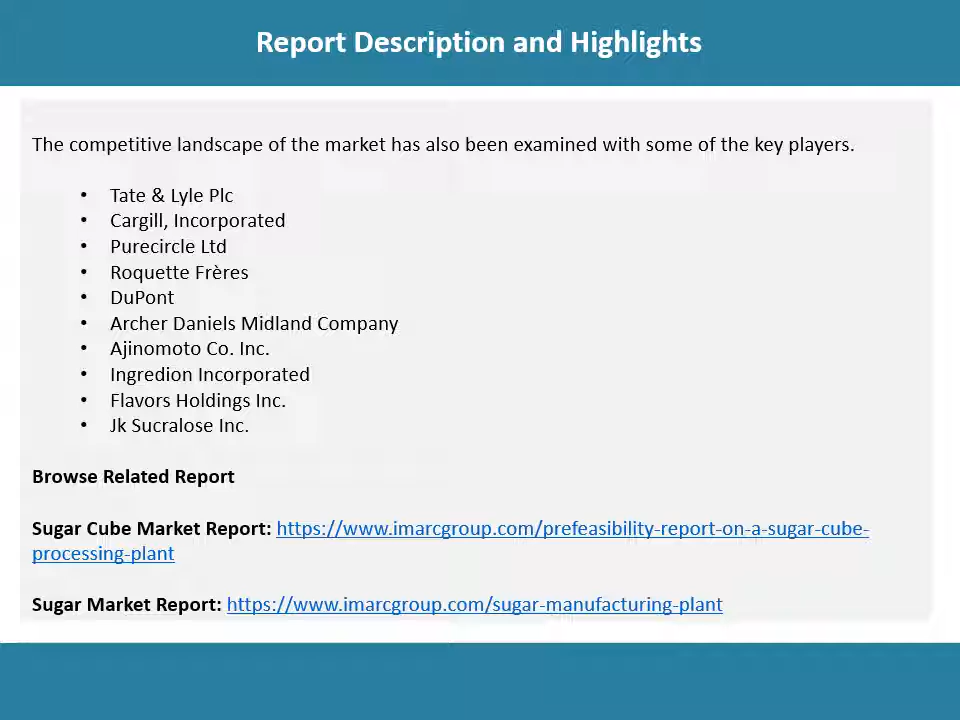 Report Description and Highlights
The competitive landscape of the market has also been examined with some of the key players.
• Tate & Lyle Plc
• Cargill, Incorporated
• Purecircle Ltd
• Roquette Frères
• DuPont
• Archer Daniels Midland Company
• Ajinomoto Co. Inc.
• Ingredion Incorporated
• Flavors Holdings Inc.
• Jk Sucralose Inc.
Browse Related Report
Sugar Cube Market Report: https://www.imarcgroup.com/prefeasibility-report-on-a-sugar-cube-
processing-plant
Sugar Market Report: https://www.imarcgroup.com/sugar-manufacturing-plant